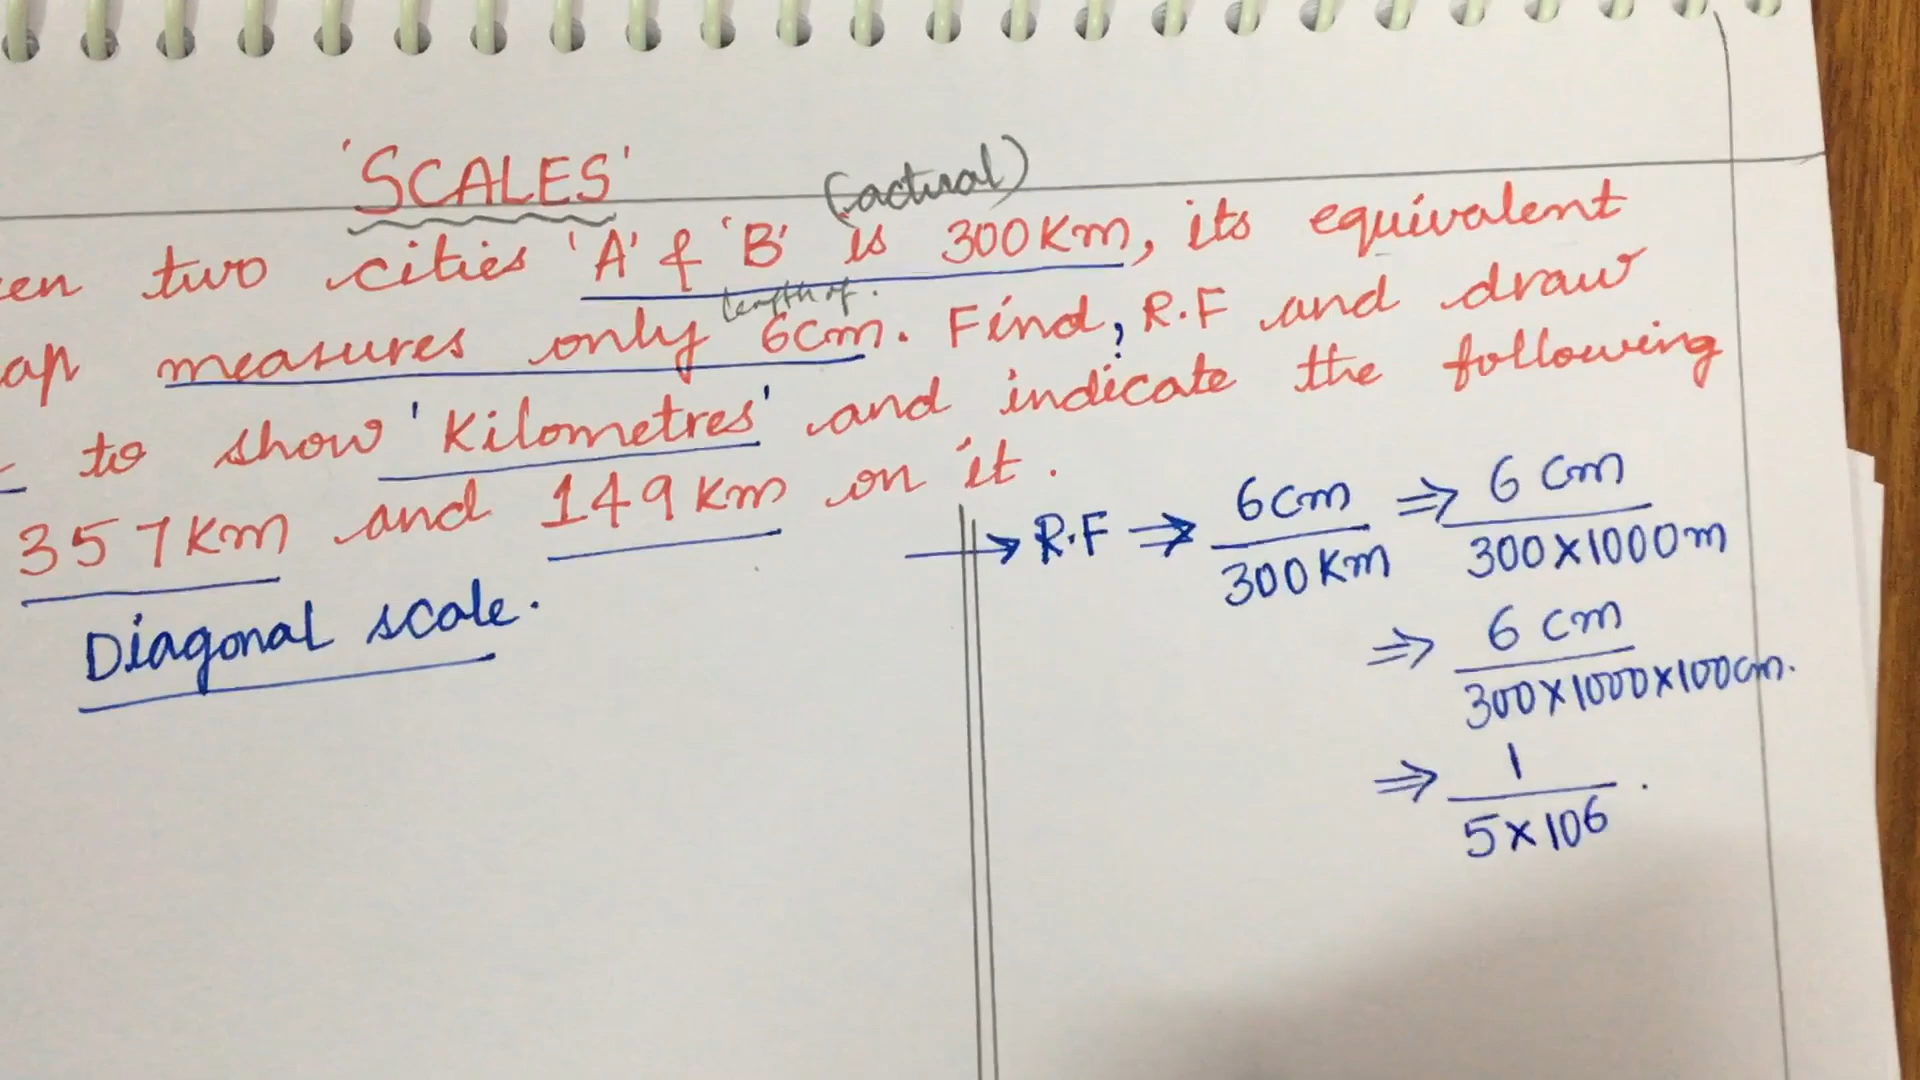 'SCALES'
(actual)
en two cities 'A' & 'B' is 300Km, its equivalent
length of.
ap measures only 6cm. Find, R.F and draw
to show 'Kilometres' and indicate the following
357Km and 149Km on it.
Diagonal scale.
→ R.F ⇒ 6cm/300Km ⇒ 6 cm/300×1000m
⇒ 6 cm/300×1000×100cm.
⇒ 1/5×106.